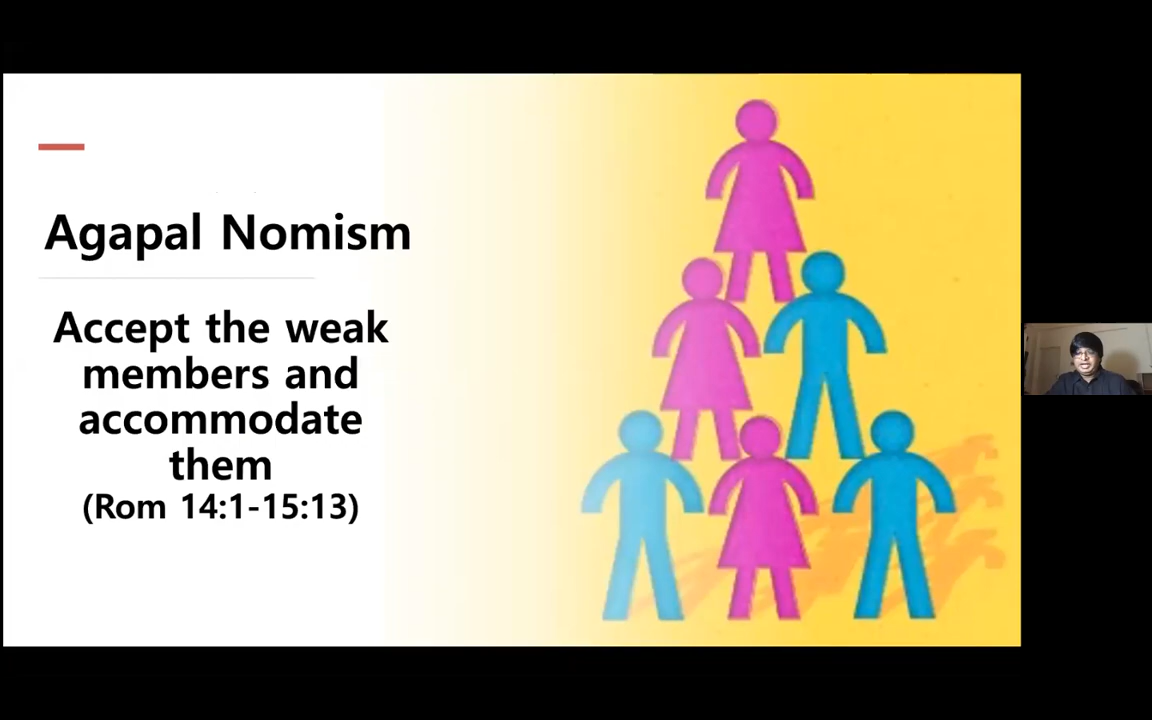 Agapal Nomism
Accept the weak
members and
accommodate
them
(Rom 14:1-15:13)